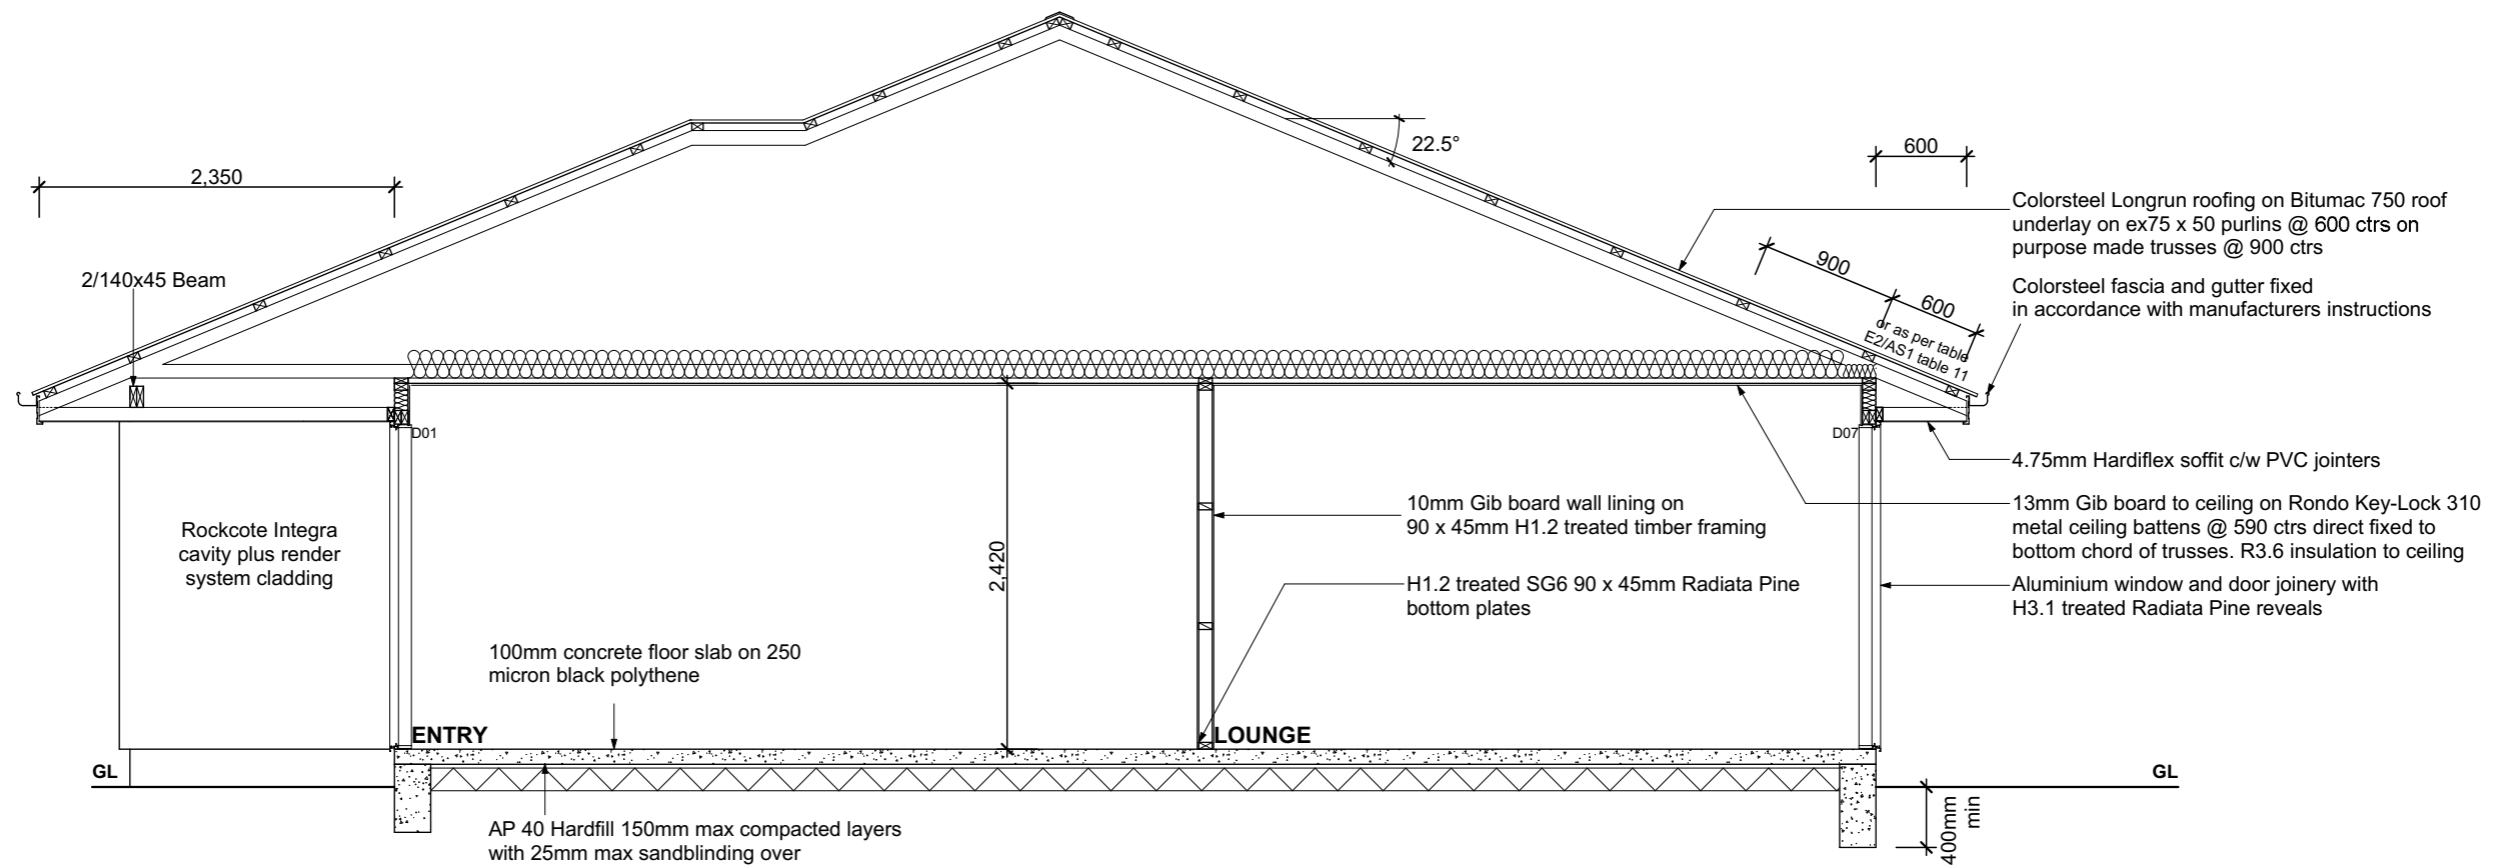 22.5°
600
2,350
Colorsteel Longrun roofing on Bitumac 750 roof
underlay on ex75 x 50 purlins @ 600 ctrs on
purpose made trusses @ 900 ctrs
900
600
or as per table
E2/AS1 table 11
2/140x45 Beam
Colorsteel fascia and gutter fixed
in accordance with manufacturers instructions
D01
D07
4.75mm Hardiflex soffit c/w PVC jointers
Rockcote Integra
cavity plus render
system cladding
2,420
10mm Gib board wall lining on
90 x 45mm H1.2 treated timber framing
13mm Gib board to ceiling on Rondo Key-Lock 310
metal ceiling battens @ 590 ctrs direct fixed to
bottom chord of trusses. R3.6 insulation to ceiling
H1.2 treated SG6 90 x 45mm Radiata Pine
bottom plates
Aluminium window and door joinery with
H3.1 treated Radiata Pine reveals
100mm concrete floor slab on 250
micron black polythene
ENTRY
LOUNGE
GL
GL
400mm
min
AP 40 Hardfill 150mm max compacted layers
with 25mm max sandblinding over